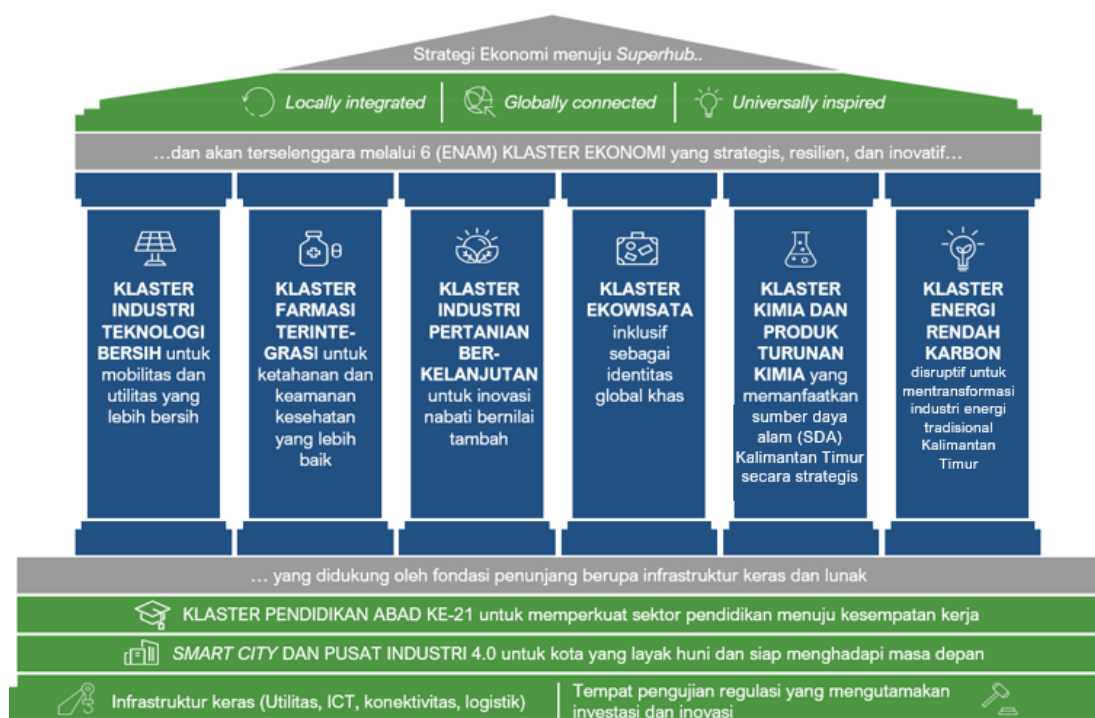 Strategi Ekonomi menuju Superhub..
Locally integrated
Globally connected
Universally inspired
…dan akan terselenggara melalui 6 (ENAM) KLASTER EKONOMI yang strategis, resilien, dan inovatif…
KLASTER
INDUSTRI
TEKNOLOGI
BERSIH untuk
mobilitas dan
utilitas yang
lebih bersih
KLASTER
FARMASI
TERINTE-
GRASI untuk
ketahanan dan
keamanan
kesehatan
yang lebih
baik
KLASTER
INDUSTRI
PERTANIAN
BER-
KELANJUTAN
untuk inovasi
nabati bernilai
tambah
KLASTER
EKOWISATA
inklusif
sebagai
identitas
global khas
KLASTER
KIMIA DAN
PRODUK
TURUNAN
KIMIA yang
memanfaatkan
sumber daya
alam (SDA)
Kalimantan Timur
secara strategis
KLASTER
ENERGI
RENDAH
KARBON
disruptif untuk
mentransformasi
industri energi
tradisional
Kalimantan
Timur
… yang didukung oleh fondasi penunjang berupa infrastruktur keras dan lunak
KLASTER PENDIDIKAN ABAD KE-21 untuk memperkuat sektor pendidikan menuju kesempatan kerja
SMART CITY DAN PUSAT INDUSTRI 4.0 untuk kota yang layak huni dan siap menghadapi masa depan
Infrastruktur keras (Utilitas, ICT, konektivitas, logistik)
Tempat pengujian regulasi yang mengutamakan
investasi dan inovasi